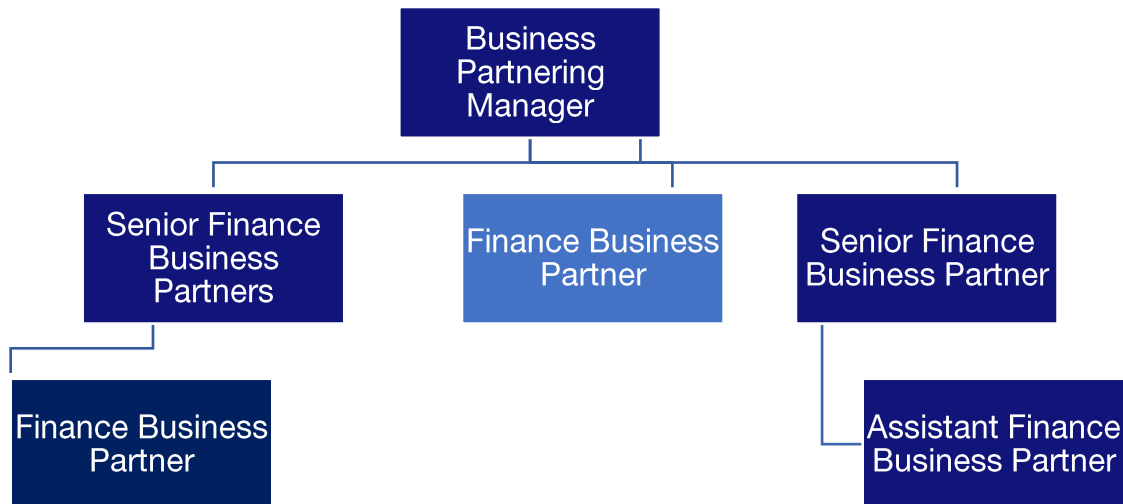 Business
Partnering
Manager
Senior Finance
Business
Partners
Finance Business
Partner
Senior Finance
Business Partner
Finance Business
Partner
Assistant Finance
Business Partner